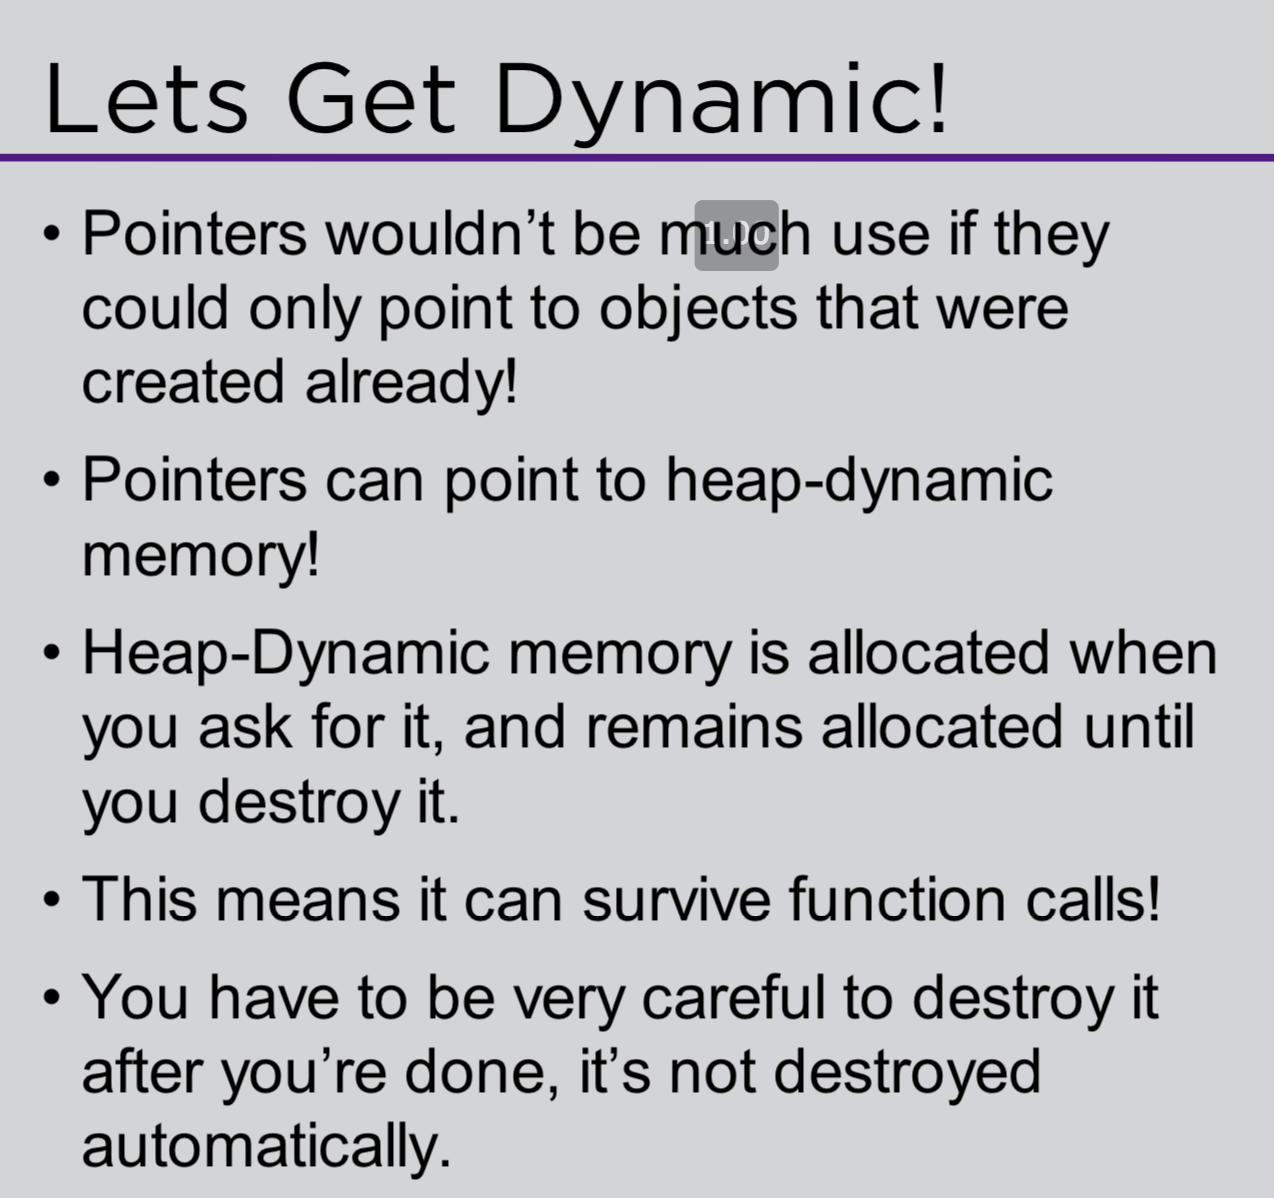 Lets Get Dynamic!
• Pointers wouldn’t be much use if they
could only point to objects that were
created already!
• Pointers can point to heap-dynamic
memory!
• Heap-Dynamic memory is allocated when
you ask for it, and remains allocated until
you destroy it.
• This means it can survive function calls!
• You have to be very careful to destroy it
after you’re done, it’s not destroyed
automatically.
1.00